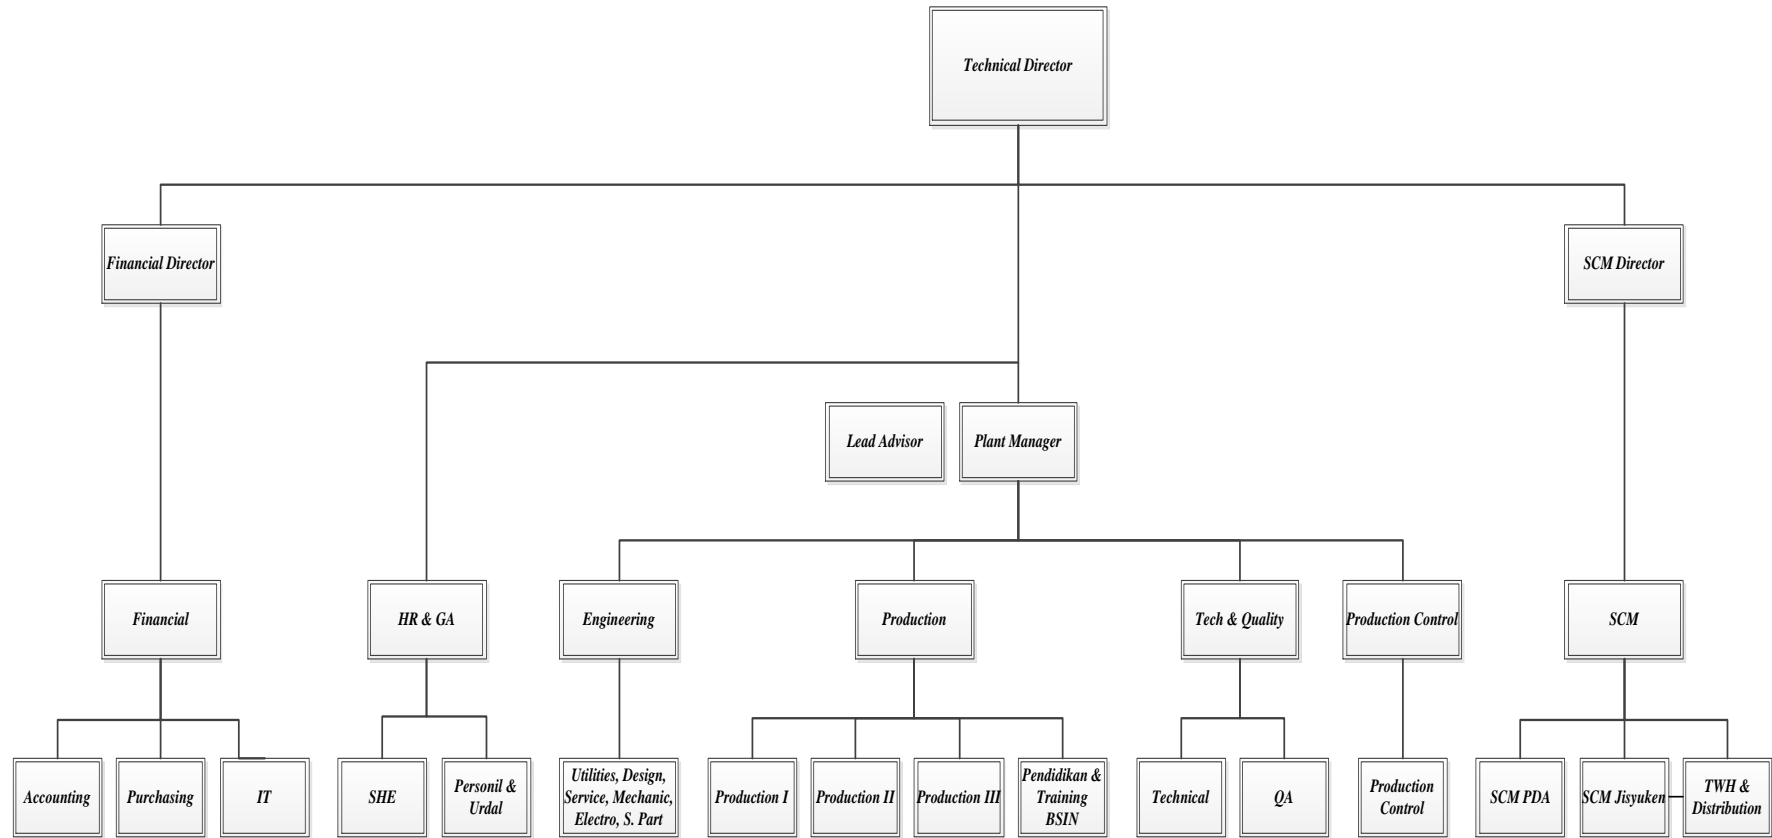 Technical Director
Financial Director
SCM Director
Lead Advisor
Plant Manager
Financial
HR & GA
Engineering
Production
Tech & Quality
Production Control
SCM
Accounting
Purchasing
IT
SHE
Personil &
Urdal
Utilities, Design,
Service, Mechanic,
Electro, S. Part
Production I
Production II
Production III
Pendidikan &
Training
BSIN
Technical
QA
Production
Control
SCM PDA
SCM Jisyuken
TWH &
Distribution